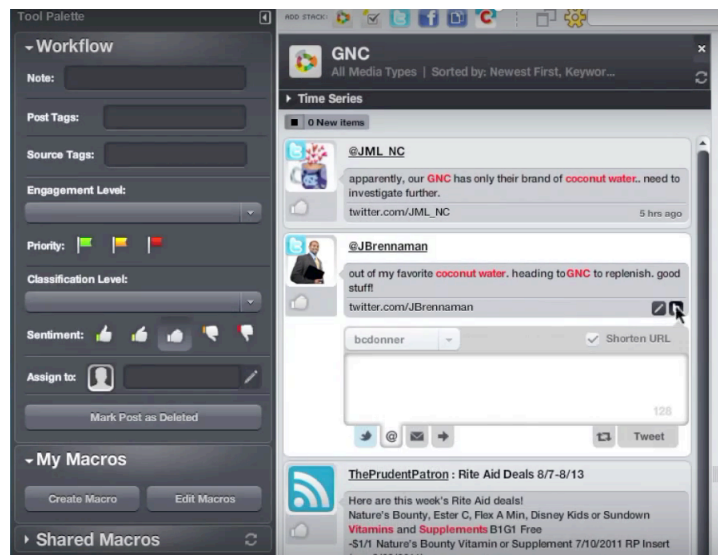 Tool Palette
Workflow
Note:
Post Tags:
Source Tags:
Engagement Level:
Priority:
Classification Level:
Sentiment:
Assign to:
Mark Post as Deleted
My Macros
Create Macro
Edit Macros
Shared Macros
ADD STACK:
GNC
All Media Types | Sorted by: Newest First, Keywor...
Time Series
0 New items
@JML_NC
apparently, our GNC has only their brand of coconut water.. need to
investigate further.
twitter.com/JML_NC
5 hrs ago
@JBrennaman
out of my favorite coconut water. heading to GNC to replenish. good
stuff!
twitter.com/JBrennaman
bcdonner
Shorten URL
128
@
Tweet
ThePrudentPatron : Rite Aid Deals 8/7-8/13
Here are this week's Rite Aid deals!
Nature's Bounty, Ester C, Flex A Min, Disney Kids or Sundown
Vitamins and Supplements B1G1 Free
-$1/1 Nature's Bounty Vitamin or Supplement 7/10/2011 RP Insert